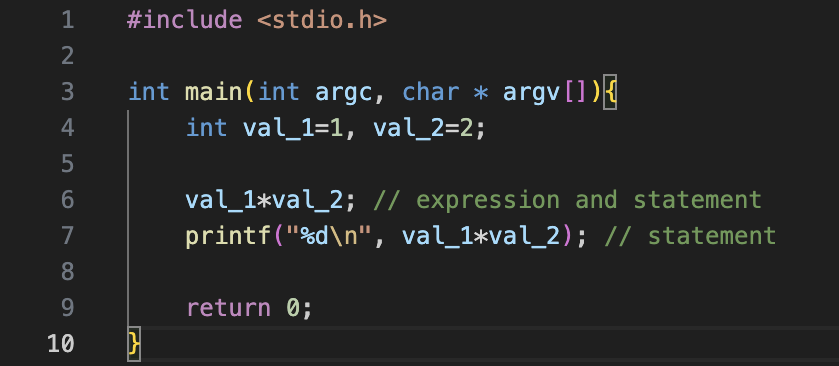 1 #include <stdio.h>
2
3 int main(int argc, char * argv[]){
4     int val_1=1, val_2=2;
5
6     val_1*val_2; // expression and statement
7     printf("%d\n", val_1*val_2); // statement
8
9     return 0;
10 }